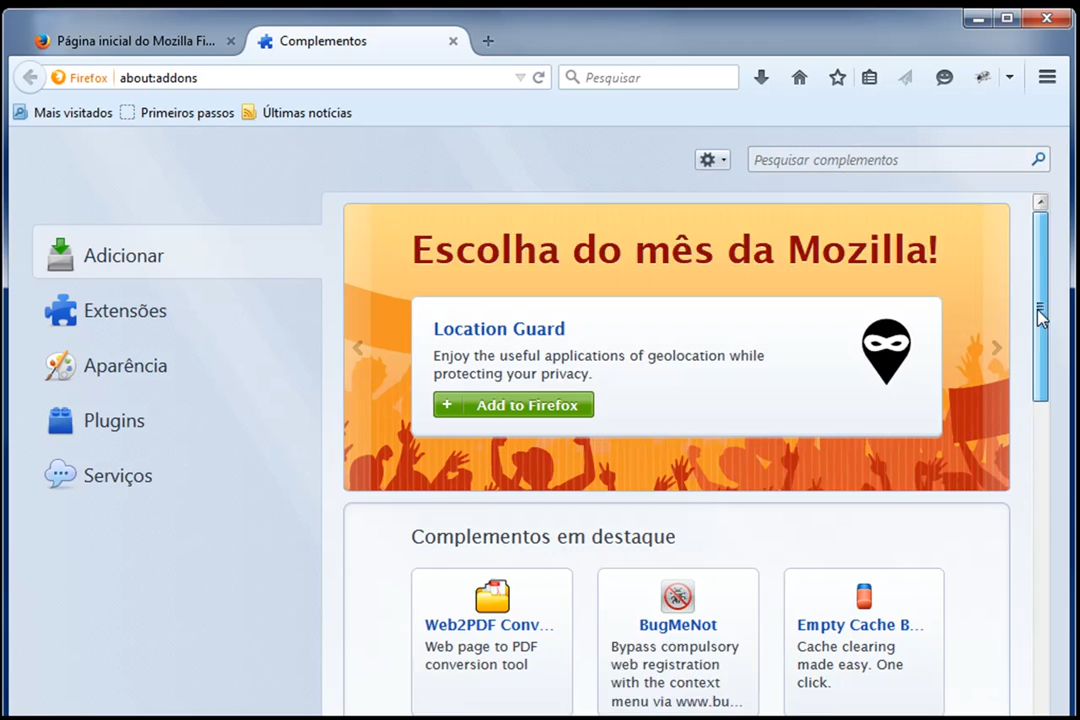 Página inicial do Mozilla Fi...
Complementos
Firefox
about:addons
Pesquisar
Mais visitados
Primeiros passos
Últimas notícias
Pesquisar complementos
Adicionar
Extensões
Aparência
Plugins
Serviços
Escolha do mês da Mozilla!
Location Guard
Enjoy the useful applications of geolocation while
protecting your privacy.
+ Add to Firefox
Complementos em destaque
Web2PDF Conv...
Web page to PDF
conversion tool
BugMeNot
Bypass compulsory
web registration
with the context
menu via www.bu...
Empty Cache B...
Cache clearing
made easy. One
click.